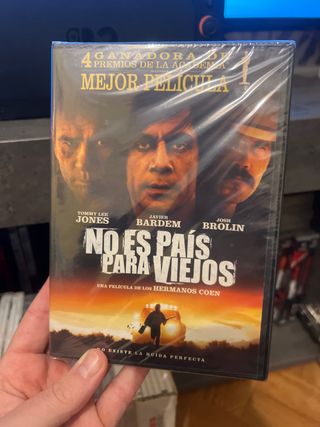 4 GANADORA DE
PREMIOS DE LA ACADEMIA
MEJOR PELÍCULA
TOMMY LEE
JONES
JAVIER
BARDEM
JOSH
BROLIN
NO ES PAÍS
PARA VIEJOS
UNA PELÍCULA DE LOS HERMANOS COEN
NO EXISTE LA HUIDA PERFECTA